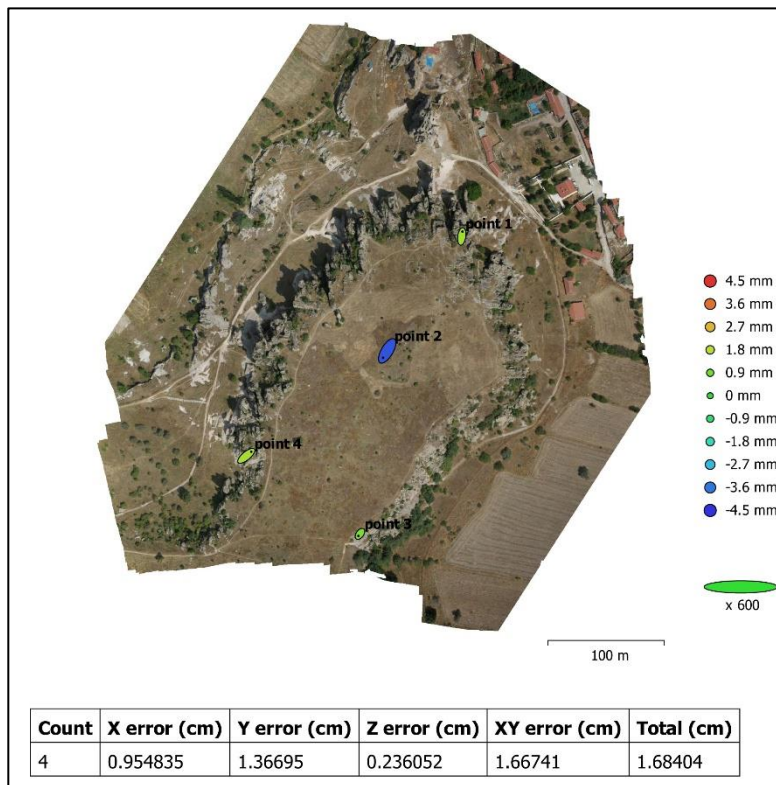 point 1
point 2
point 4
point 3
4.5 mm
3.6 mm
2.7 mm
1.8 mm
0.9 mm
0 mm
-0.9 mm
-1.8 mm
-2.7 mm
-3.6 mm
-4.5 mm
x 600
100 m
Count X error (cm) Y error (cm) Z error (cm) XY error (cm) Total (cm)
4 0.954835 1.36695 0.236052 1.66741 1.68404